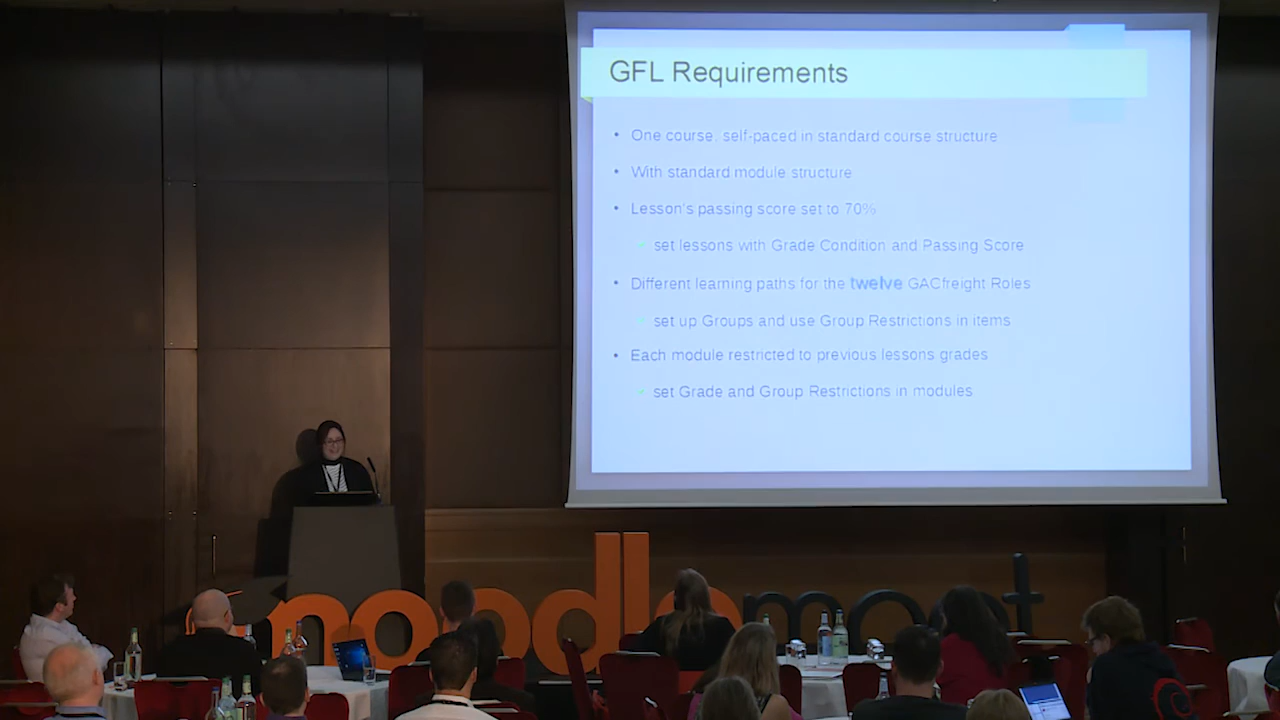 GFL Requirements
• One course, self-paced in standard course structure
• With standard module structure
• Lesson's passing score set to 70%
✓ set lessons with Grade Condition and Passing Score
• Different learning paths for the twelve GACfreight Roles
✓ set up Groups and use Group Restrictions in items
• Each module restricted to previous lessons grades
✓ set Grade and Group Restrictions in modules
moodlemoot